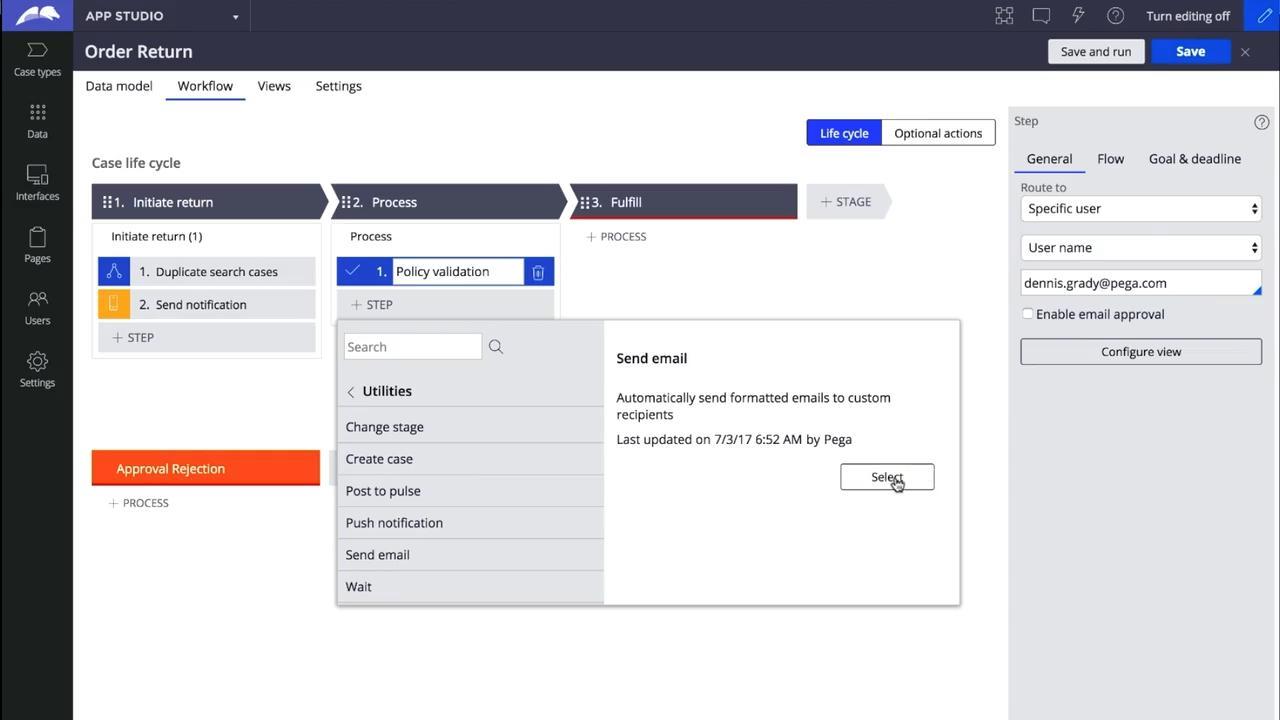 APP STUDIO
Turn editing off
Order Return
Save and run
Save
Case types
Data
Interfaces
Pages
Users
Settings
Data model
Workflow
Views
Settings
Life cycle
Optional actions
Case life cycle
1. Initiate return
2. Process
3. Fulfill
+ STAGE
Initiate return (1)
1. Duplicate search cases
2. Send notification
+ STEP
Process
1. Policy validation
+ STEP
+ PROCESS
Search
Utilities
Change stage
Create case
Post to pulse
Push notification
Send email
Wait
Send email
Automatically send formatted emails to custom
recipients
Last updated on 7/3/17 6:52 AM by Pega
Select
Approval Rejection
+ PROCESS
Step
General
Flow
Goal & deadline
Route to
Specific user
User name
dennis.grady@pega.com
Enable email approval
Configure view